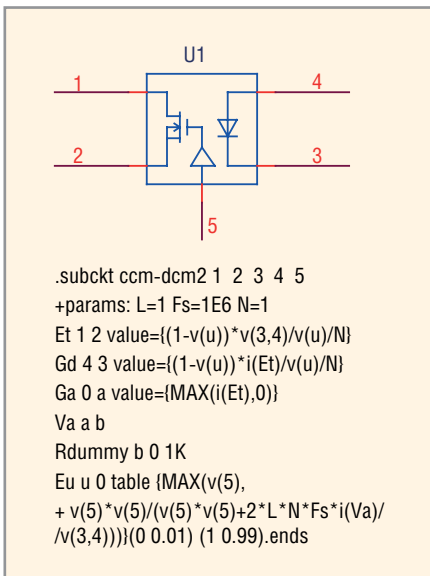 U1
1
4
2
3
5
.subckt ccm-dcm2 1 2 3 4 5
+params: L=1 Fs=1E6 N=1
Et 1 2 value={(1-v(u))*v(3,4)/v(u)/N}
Gd 4 3 value={(1-v(u))*i(Et)/v(u)/N}
Ga 0 a value={MAX(i(Et),0)}
Va a b
Rdummy b 0 1K
Eu u 0 table {MAX(v(5),
+ v(5)*v(5)/(v(5)*v(5)+2*L*N*Fs*i(Va)/
/v(3,4)))}(0 0.01) (1 0.99).ends